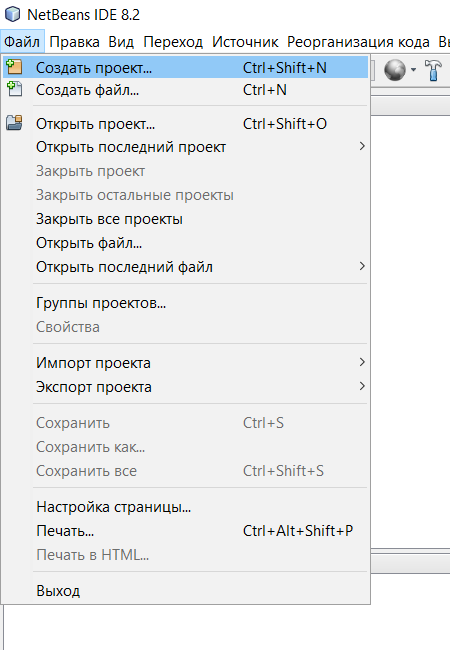 NetBeans IDE 8.2
Файл Правка Вид Переход Источник Реорганизация кода
Создать проект... Ctrl+Shift+N
Создать файл... Ctrl+N
Открыть проект... Ctrl+Shift+O
Открыть последний проект
Закрыть проект
Закрыть остальные проекты
Закрыть все проекты
Открыть файл...
Открыть последний файл
Группы проектов...
Свойства
Импорт проекта
Экспорт проекта
Сохранить Ctrl+S
Сохранить как...
Сохранить все Ctrl+Shift+S
Настройка страницы...
Печать... Ctrl+Alt+Shift+P
Печать в HTML...
Выход